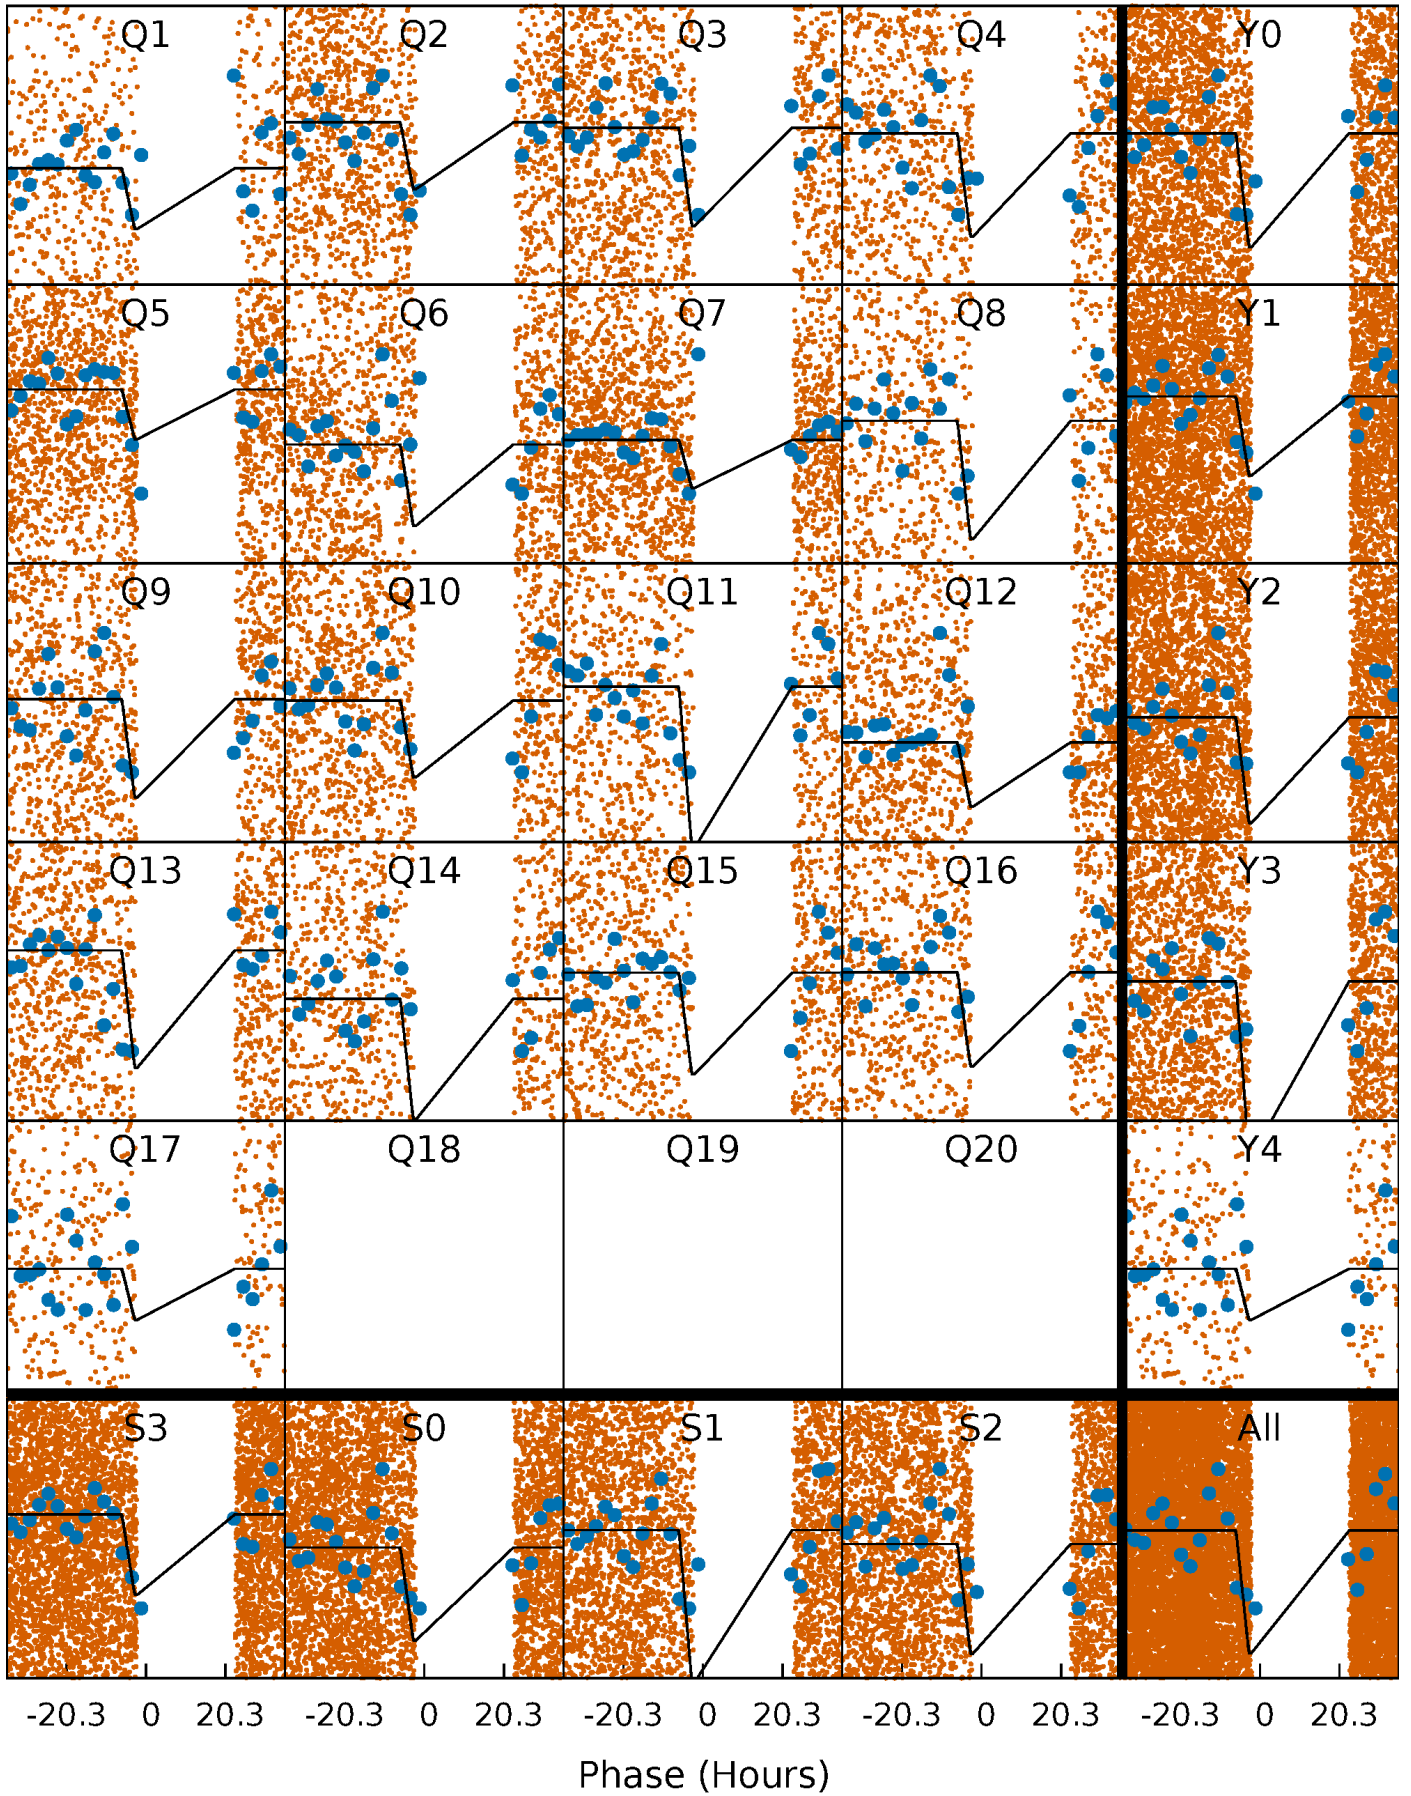 Q1 Q2 Q3 Q4 Y0
Q5 Q6 Q7 Q8 Y1
Q9 Q10 Q11 Q12 Y2
Q13 Q14 Q15 Q16 Y3
Q17 Q18 Q19 Q20 Y4
S3 S0 S1 S2 All
-20.3 0 20.3 -20.3 0 20.3 -20.3 0 20.3 -20.3 0 20.3 -20.3 0 20.3
Phase (Hours)